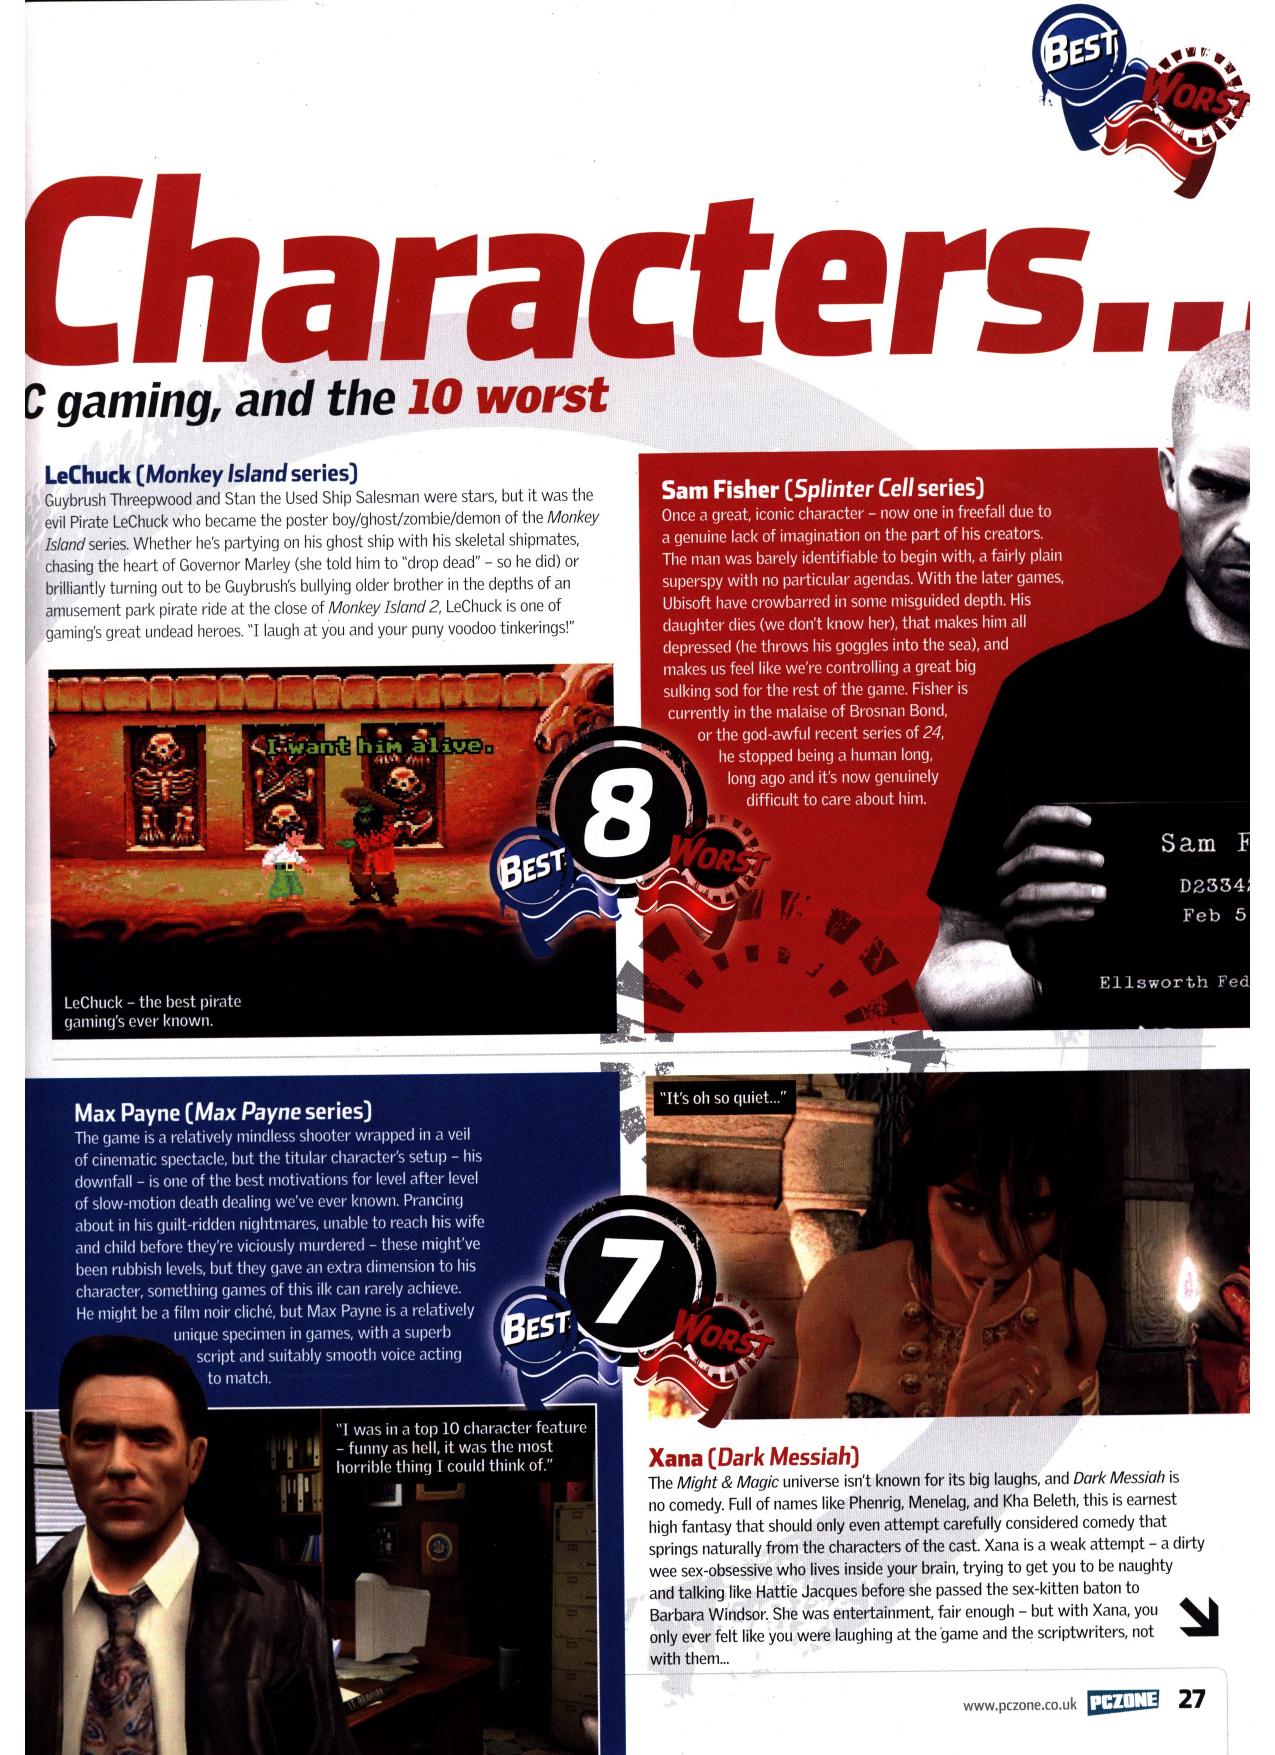 BEST
WORST
Characters...
C gaming, and the 10 worst
LeChuck (Monkey Island series)
Guybrush Threepwood and Stan the Used Ship Salesman were stars, but it was the
evil Pirate LeChuck who became the poster boy/ghost/zombie/demon of the Monkey
Island series. Whether he's partying on his ghost ship with his skeletal shipmates,
chasing the heart of Governor Marley (she told him to "drop dead" – so he did) or
brilliantly turning out to be Guybrush's bullying older brother in the depths of an
amusement park pirate ride at the close of Monkey Island 2, LeChuck is one of
gaming's great undead heroes. "I laugh at you and your puny voodoo tinkerings!"
I want him alive.
LeChuck – the best pirate
gaming's ever known.
8
BEST
WORST
Sam Fisher (Splinter Cell series)
Once a great, iconic character – now one in freefall due to
a genuine lack of imagination on the part of his creators.
The man was barely identifiable to begin with, a fairly plain
superspy with no particular agendas. With the later games,
Ubisoft have crowbarred in some misguided depth. His
daughter dies (we don't know her), that makes him all
depressed (he throws his goggles into the sea), and
makes us feel like we're controlling a great big
sulking sod for the rest of the game. Fisher is
currently in the malaise of Brosnan Bond,
or the god-awful recent series of 24,
he stopped being a human long,
long ago and it's now genuinely
difficult to care about him.
Sam F
D2334
Feb 5
Ellsworth Fed
Max Payne (Max Payne series)
The game is a relatively mindless shooter wrapped in a veil
of cinematic spectacle, but the titular character's setup – his
downfall – is one of the best motivations for level after level
of slow-motion death dealing we've ever known. Prancing
about in his guilt-ridden nightmares, unable to reach his wife
and child before they're viciously murdered – these might've
been rubbish levels, but they gave an extra dimension to his
character, something games of this ilk can rarely achieve.
He might be a film noir cliché, but Max Payne is a relatively
unique specimen in games, with a superb
script and suitably smooth voice acting
to match.
"I was in a top 10 character feature
– funny as hell, it was the most
horrible thing I could think of."
7
BEST
WORST
"It's oh so quiet..."
Xana (Dark Messiah)
The Might & Magic universe isn't known for its big laughs, and Dark Messiah is
no comedy. Full of names like Phenrig, Menelag, and Kha Beleth, this is earnest
high fantasy that should only even attempt carefully considered comedy that
springs naturally from the characters of the cast. Xana is a weak attempt – a dirty
wee sex-obsessive who lives inside your brain, trying to get you to be naughty
and talking like Hattie Jacques before she passed the sex-kitten baton to
Barbara Windsor. She was entertainment, fair enough – but with Xana, you
only ever felt like you were laughing at the game and the scriptwriters, not
with them...
www.pczone.co.uk PCZONE 27